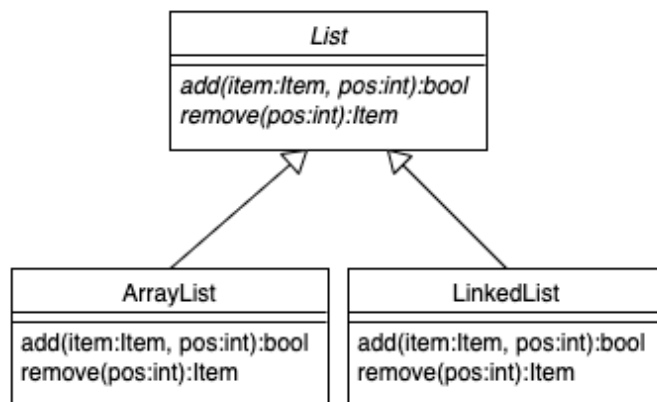 List
add(item:Item, pos:int):bool
remove(pos:int):Item
ArrayList
add(item:Item, pos:int):bool
remove(pos:int):Item
LinkedList
add(item:Item, pos:int):bool
remove(pos:int):Item